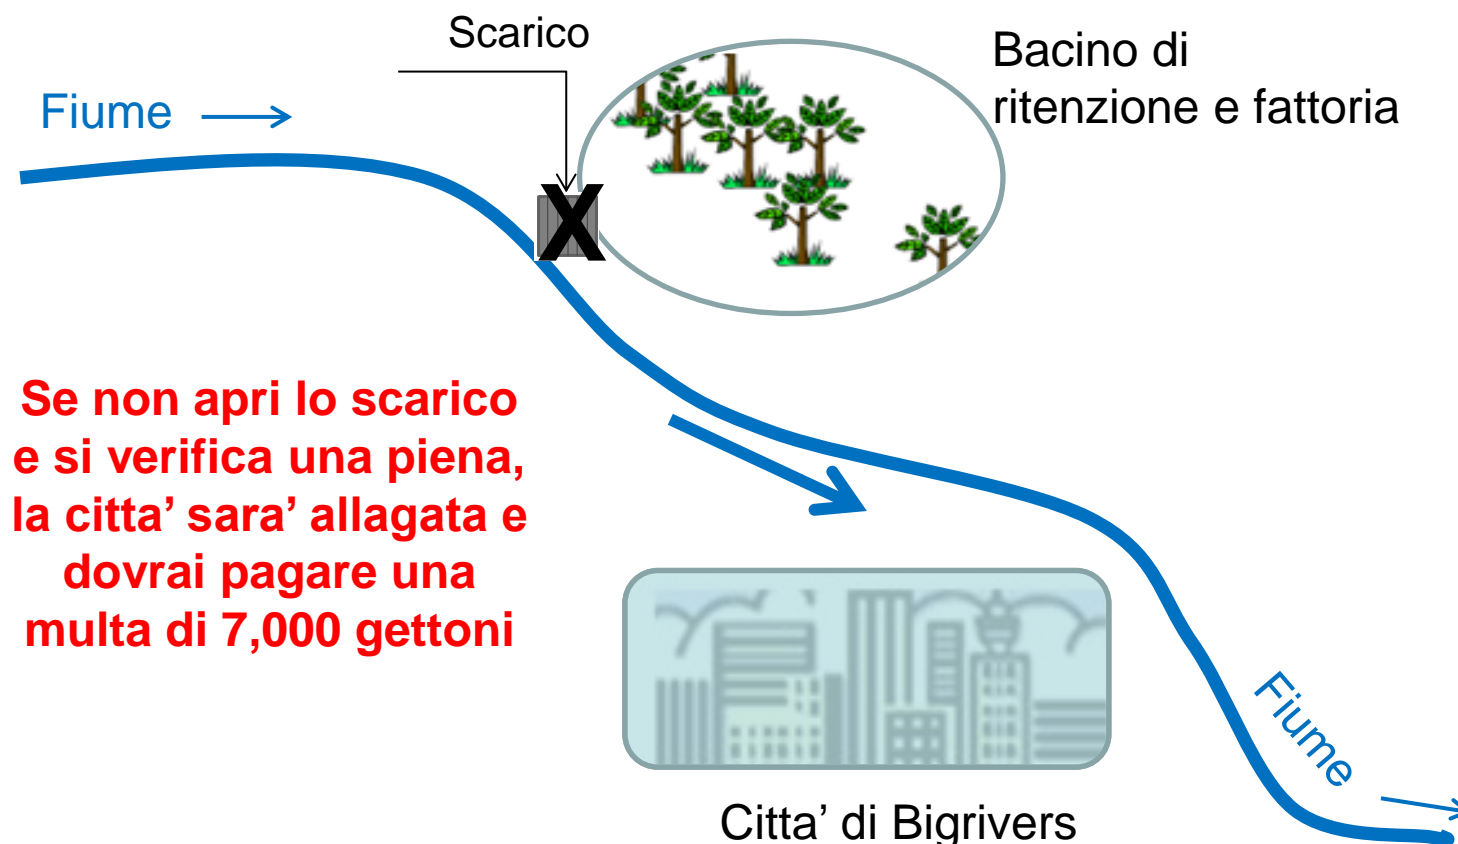 Scarico
Bacino di
ritenzione e fattoria
Fiume
X
Se non apri lo scarico
e si verifica una piena,
la citta’ sara’ allagata e
dovrai pagare una
multa di 7,000 gettoni
Fiume
Citta’ di Bigrivers